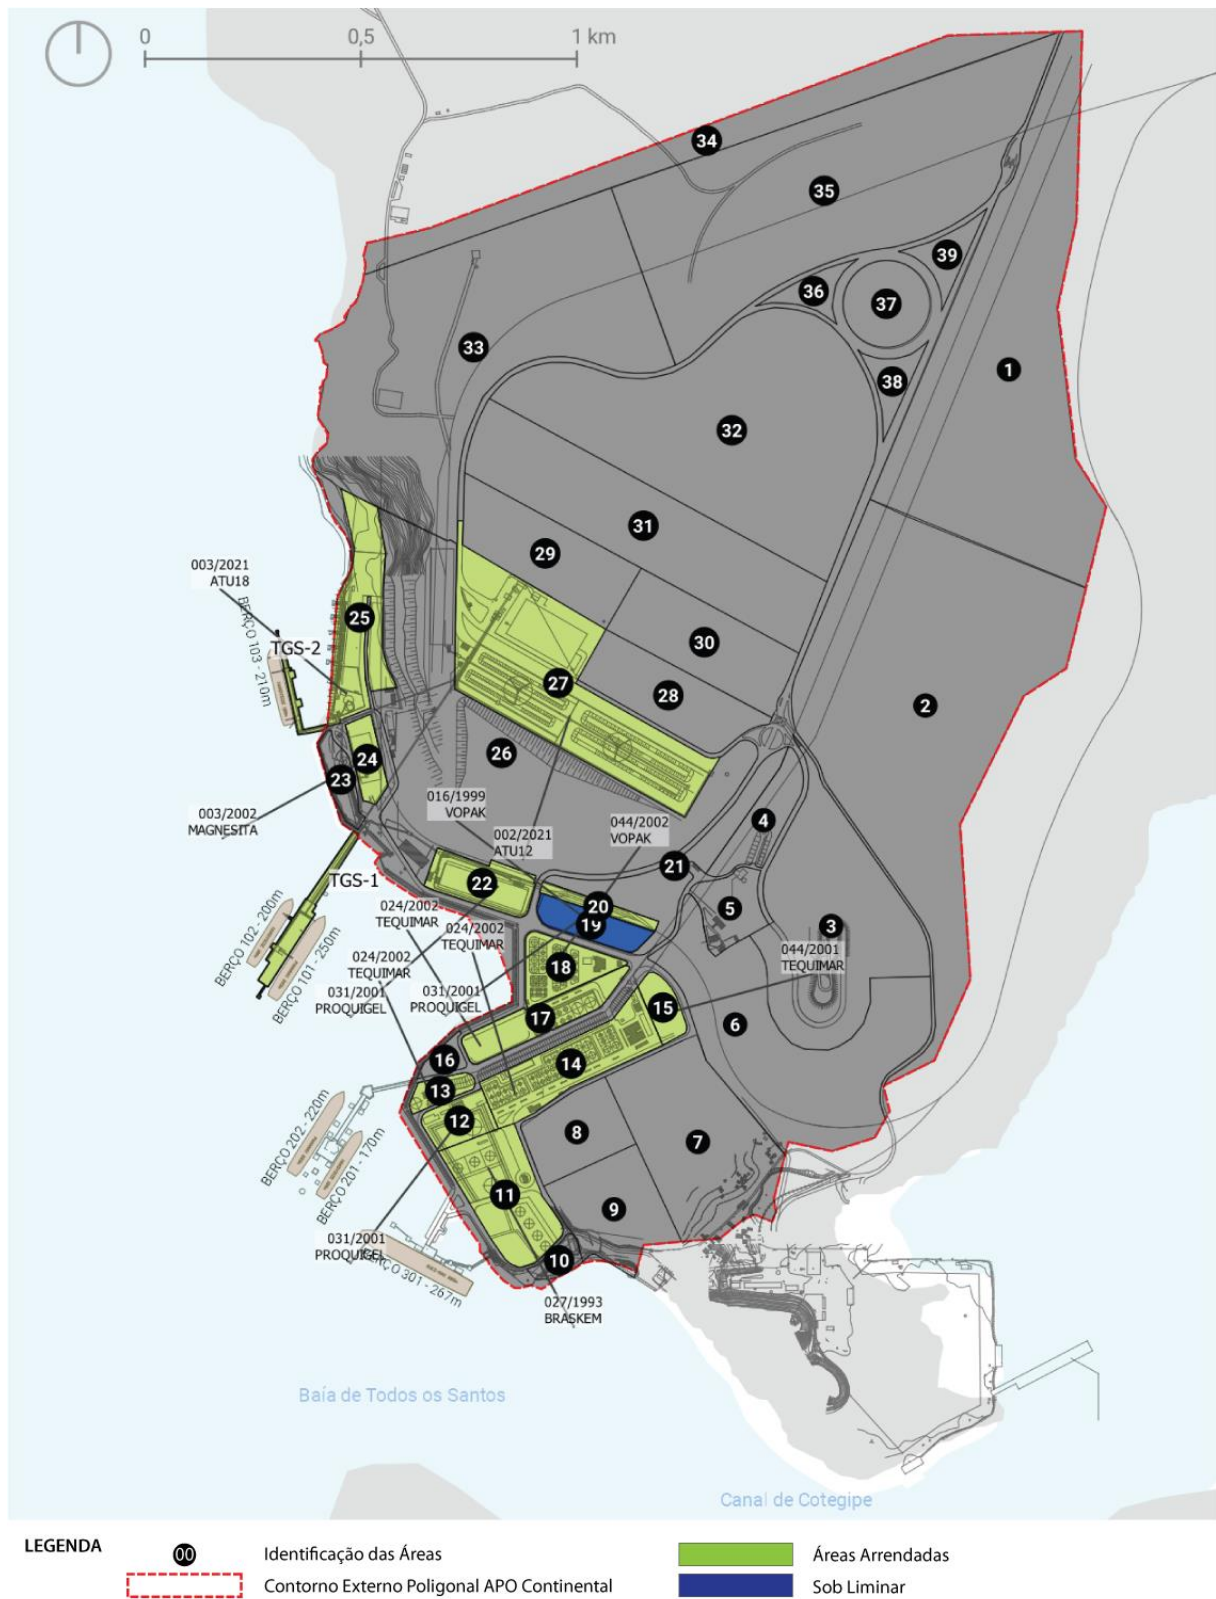 0
0,5
1 km
34
35
39
36
37
33
38
1
32
31
29
003/2021
ATU18
25
30
BERÇO 103 - 210m
TGS-2
27
28
2
26
24
23
016/1999
VOPAK
003/2002
MAGNESITA
044/2002
VOPAK
4
002/2021
ATU12
21
TGS-1
22
024/2002
TEQUIMAR
20
5
19
3
BERÇO 102 - 200m
024/2002
TEQUIMAR
044/2001
TEQUIMAR
BERÇO 101 - 250m
024/2002
TEQUIMAR
18
031/2001
PROQUIGEL
031/2001
PROQUIGEL
15
17
6
16
14
13
12
8
7
BERÇO 202 - 220m
BERÇO 201 - 170m
11
9
031/2001
PROQUIGEL
BERÇO 301 - 267m
10
027/1993
BRASKEM
Baía de Todos os Santos
Canal de Cotegipe
LEGENDA
00
Identificação das Áreas
Áreas Arrendadas
Contorno Externo Poligonal APO Continental
Sob Liminar